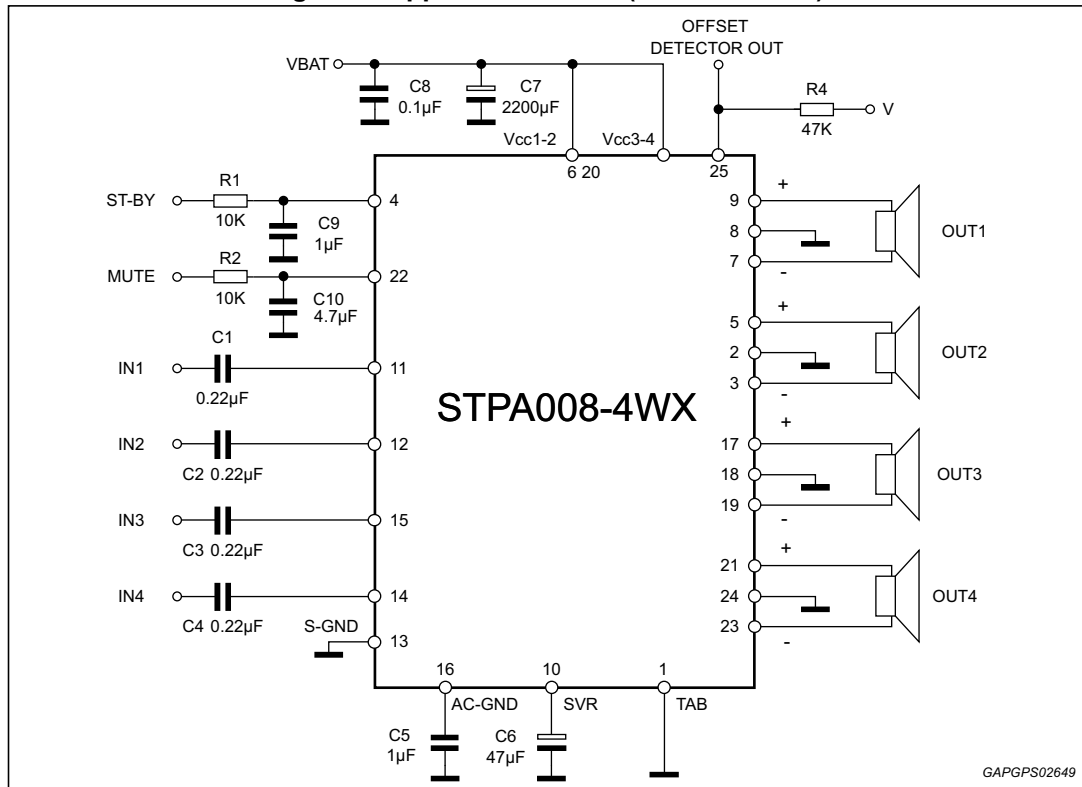 OFFSET
DETECTOR OUT
VBAT
C8
0.1µF
C7
2200µF
R4
47K
V
Vcc1-2
Vcc3-4
6 20
25
ST-BY
R1
10K
4
C9
1µF
MUTE
R2
10K
22
C10
4.7µF
IN1
C1
0.22µF
11
IN2
C2 0.22µF
12
IN3
C3 0.22µF
15
IN4
C4 0.22µF
14
S-GND
13
STPA008-4WX
9
+
8
7
-
OUT1
5
+
2
3
-
OUT2
17
+
18
19
-
OUT3
21
+
24
23
-
OUT4
16
AC-GND
10
SVR
1
TAB
C5
1µF
C6
47µF
GAPGPS02649